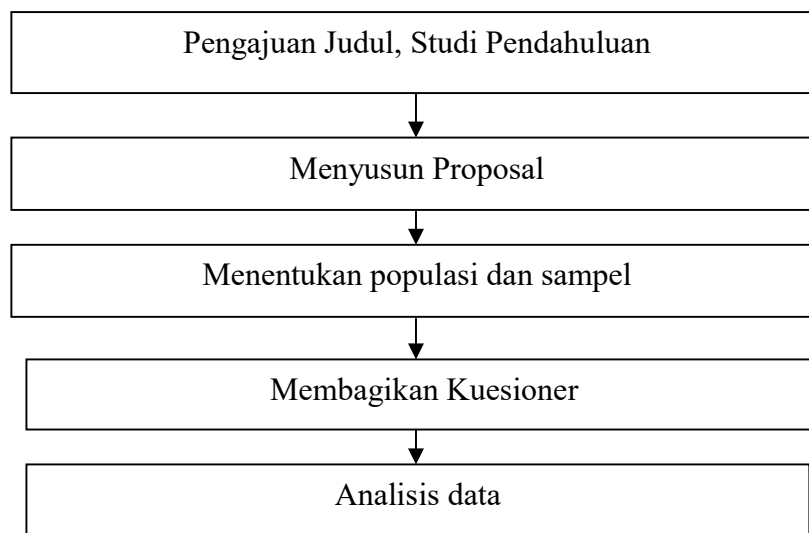 Pengajuan Judul, Studi Pendahuluan
Menyusun Proposal
Menentukan populasi dan sampel
Membagikan Kuesioner
Analisis data